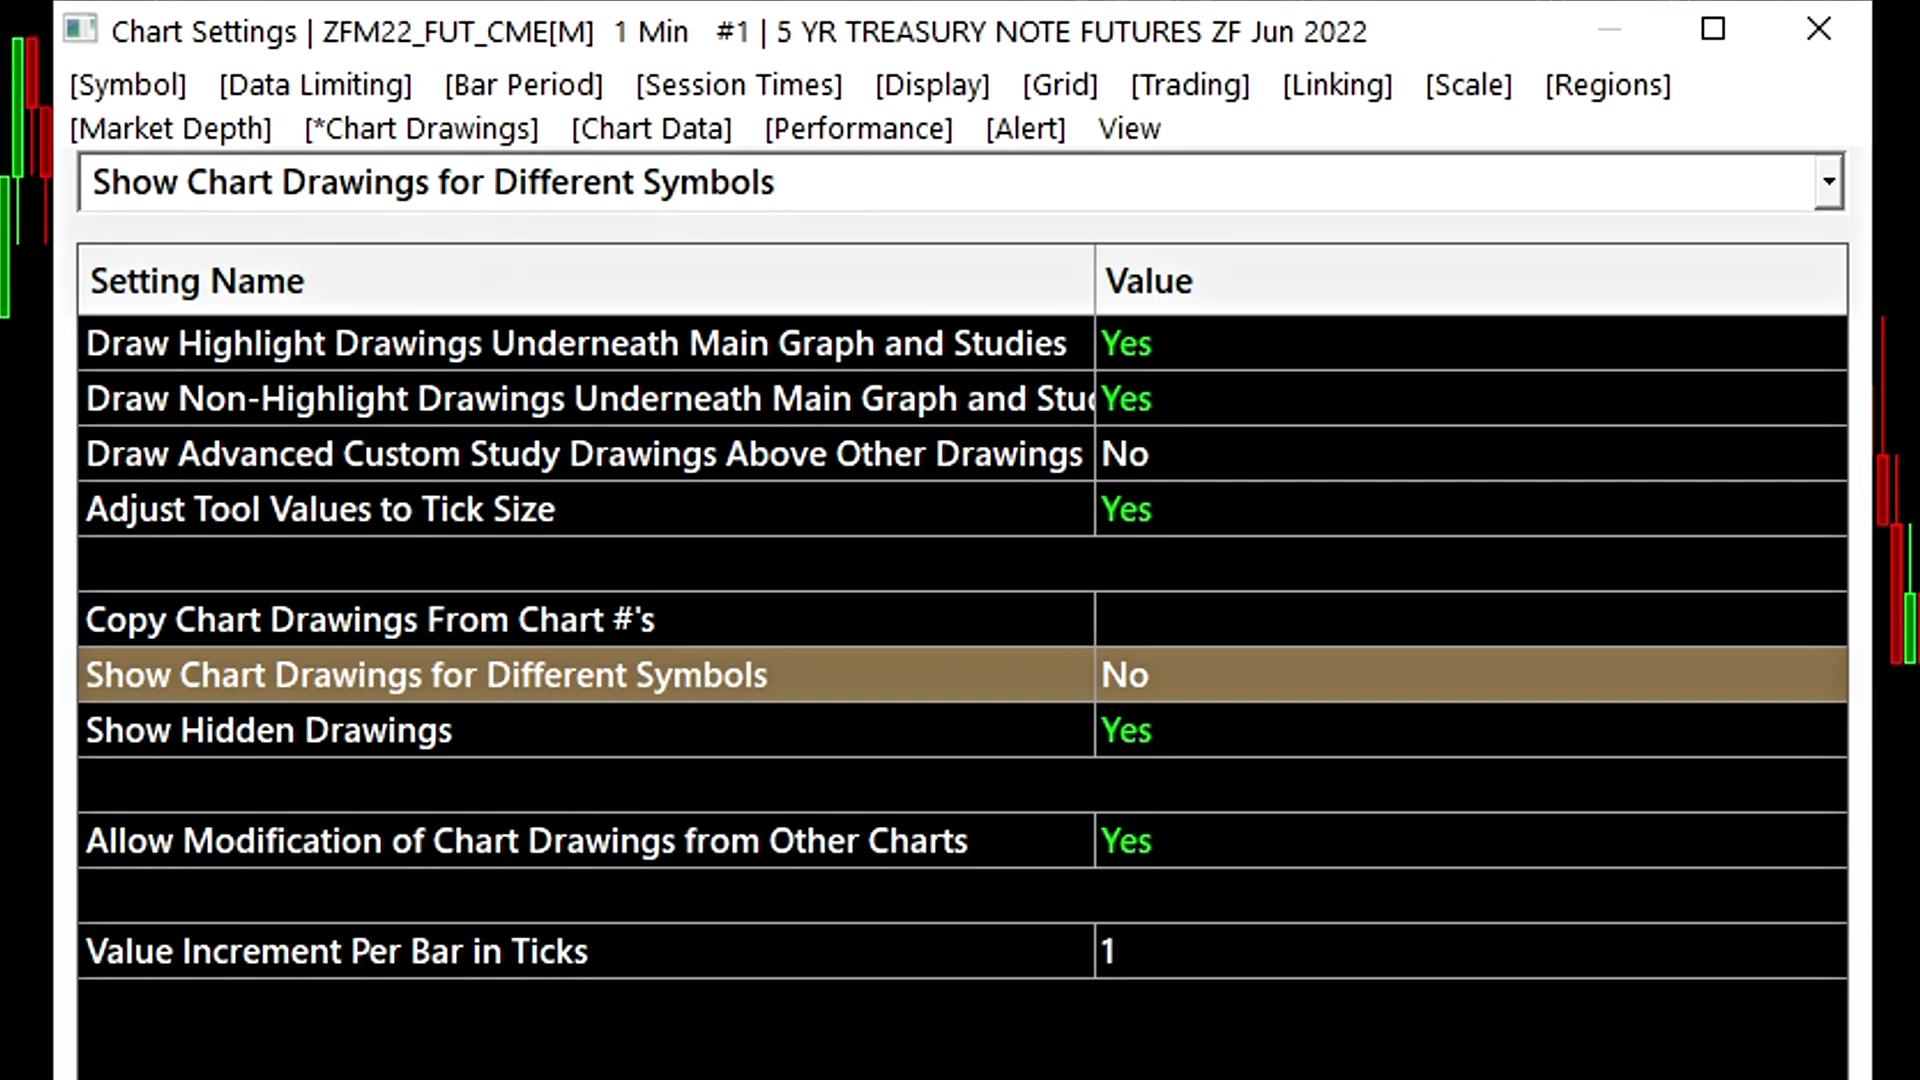 Chart Settings | ZFM22_FUT_CME[M] 1 Min #1 | 5 YR TREASURY NOTE FUTURES ZF Jun 2022
[Symbol] [Data Limiting] [Bar Period] [Session Times] [Display] [Grid] [Trading] [Linking] [Scale] [Regions]
[Market Depth] [*Chart Drawings] [Chart Data] [Performance] [Alert] View
Show Chart Drawings for Different Symbols
Setting Name Value
Draw Highlight Drawings Underneath Main Graph and Studies Yes
Draw Non-Highlight Drawings Underneath Main Graph and Stu Yes
Draw Advanced Custom Study Drawings Above Other Drawings No
Adjust Tool Values to Tick Size Yes
Copy Chart Drawings From Chart #'s
Show Chart Drawings for Different Symbols No
Show Hidden Drawings Yes
Allow Modification of Chart Drawings from Other Charts Yes
Value Increment Per Bar in Ticks 1